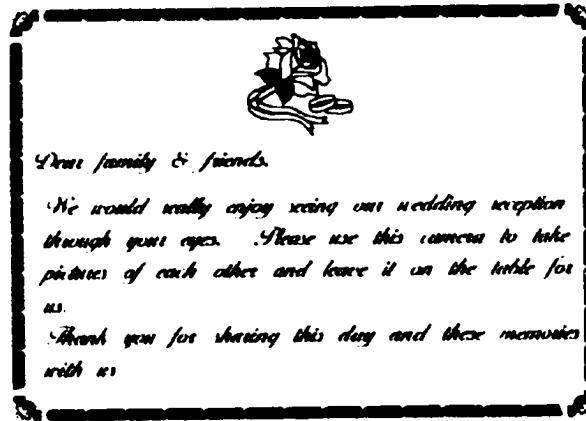 Dear family & friends.
We would really enjoy seeing our wedding reception
through your eyes. Please use this camera to take
pictures of each other and leave it on the table for
us.
Thank you for sharing this day and these memories
with us